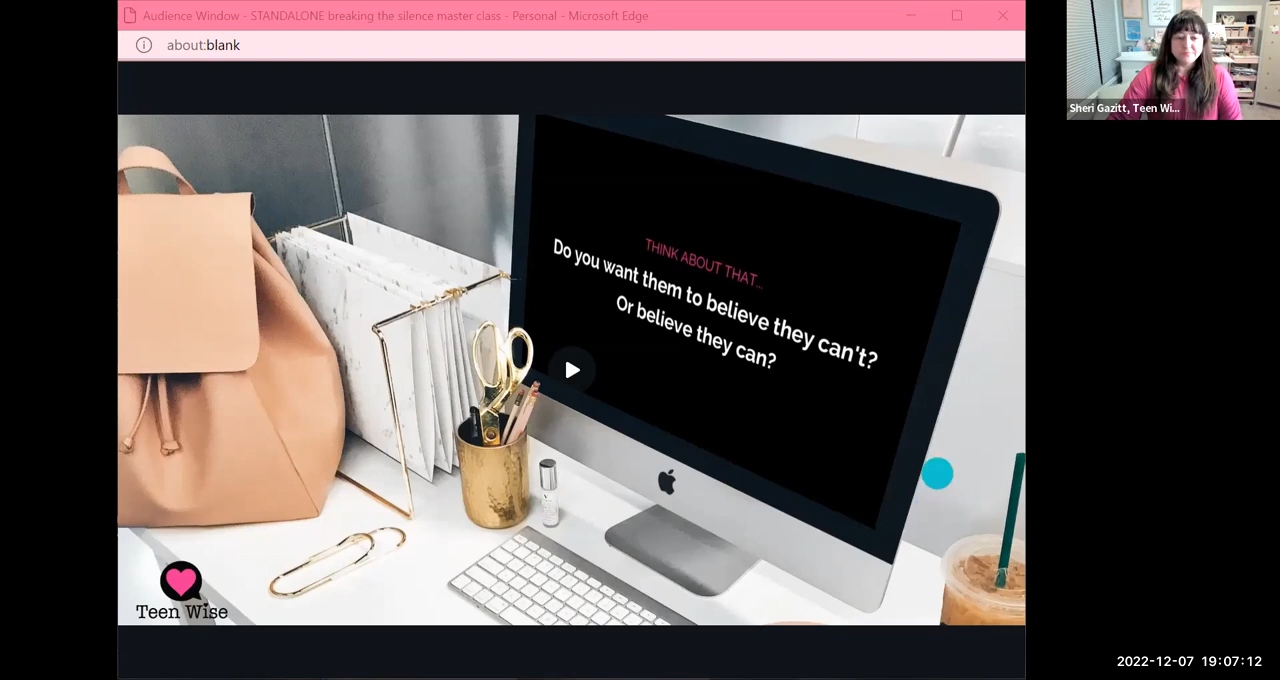 Audience Window - STANDALONE breaking the silence master class - Personal - Microsoft Edge
about:blank
Sheri Gazitt, Teen Wi...
THINK ABOUT THAT...
Do you want them to believe they can't?
Or believe they can?
Teen Wise
2022-12-07 19:07:12